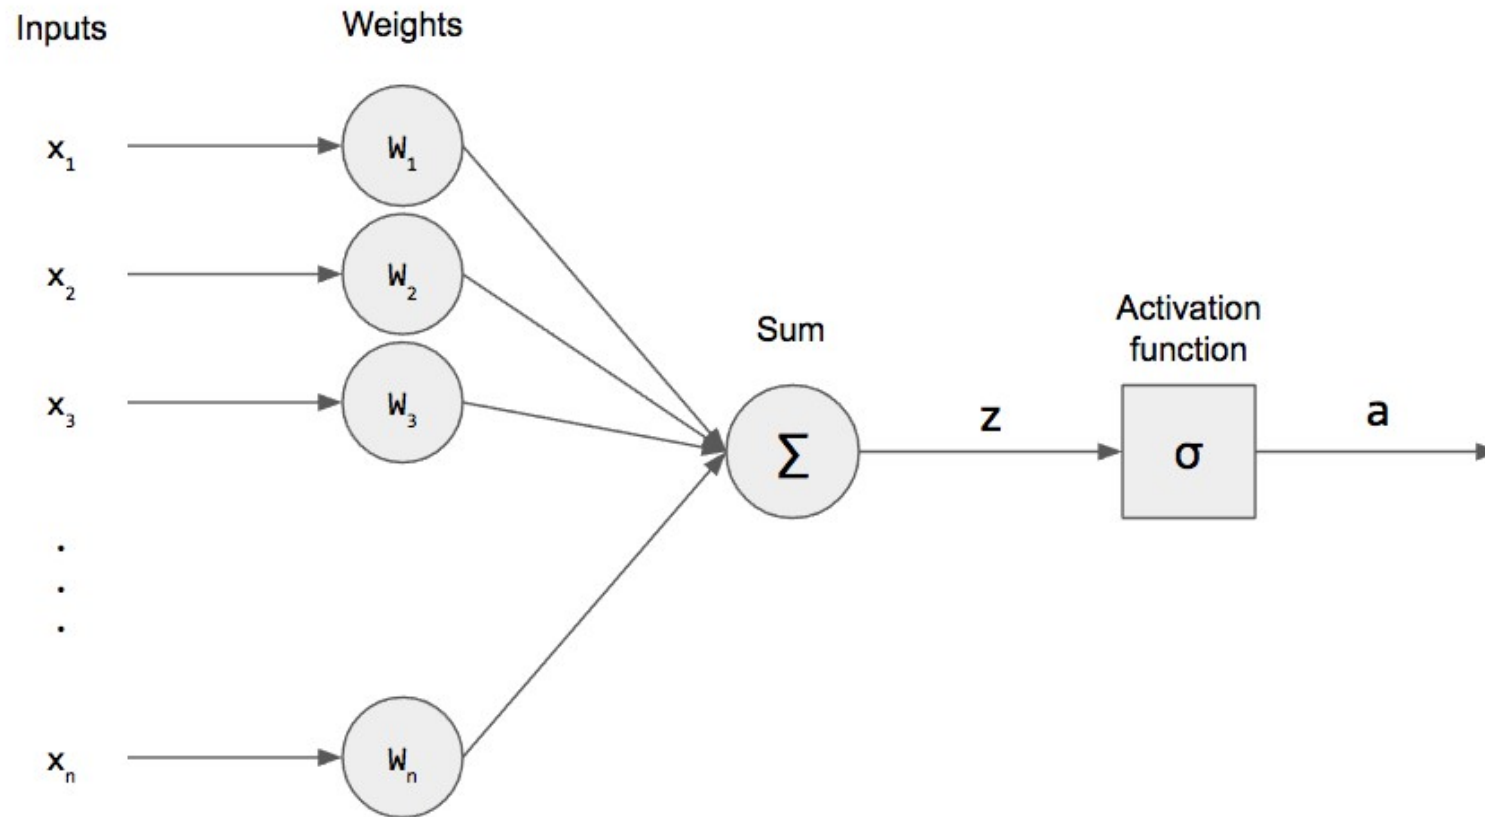 Inputs
Weights
x₁
W₁
x₂
W₂
x₃
W₃
Sum
Σ
z
Activation
function
σ
a
.
.
.
xₙ
Wₙ